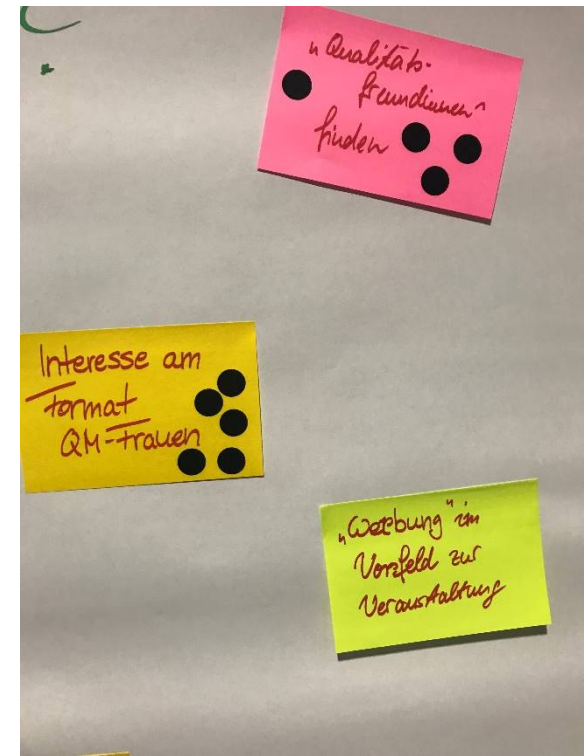 „Qualitäts-
freundinnen"
finden
Interesse am
Format
QM-Frauen
„Werbung" im
Vorfeld zur
Veranstaltung